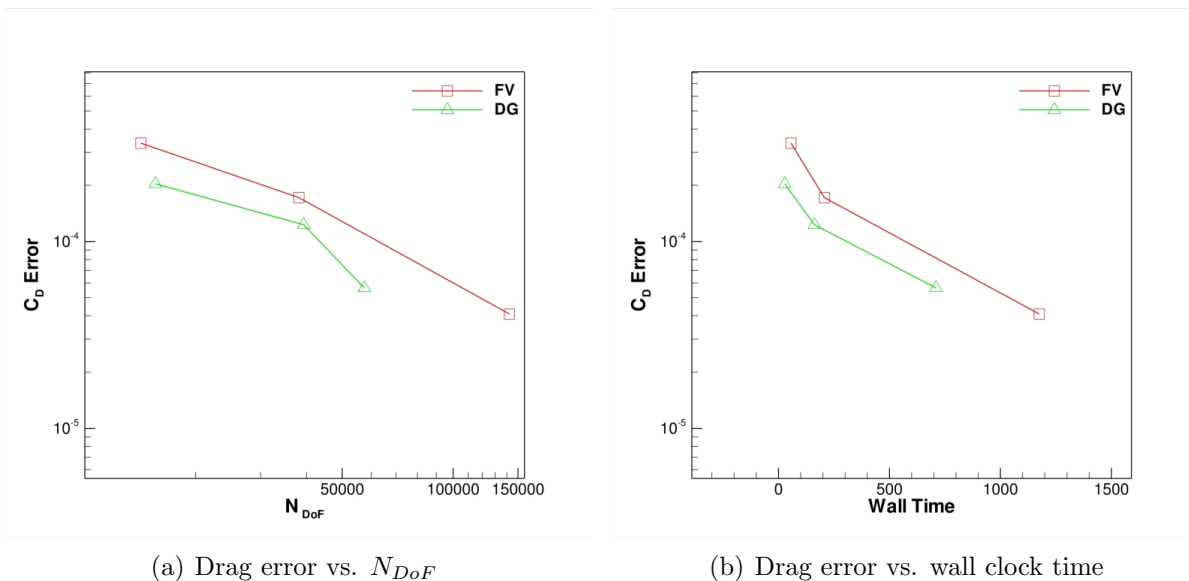 FV
DG
10^-4
10^-5
C_D Error
50000 100000 150000
N_DoF
(a) Drag error vs. N_DoF
FV
DG
10^-4
10^-5
C_D Error
0 500 1000 1500
Wall Time
(b) Drag error vs. wall clock time